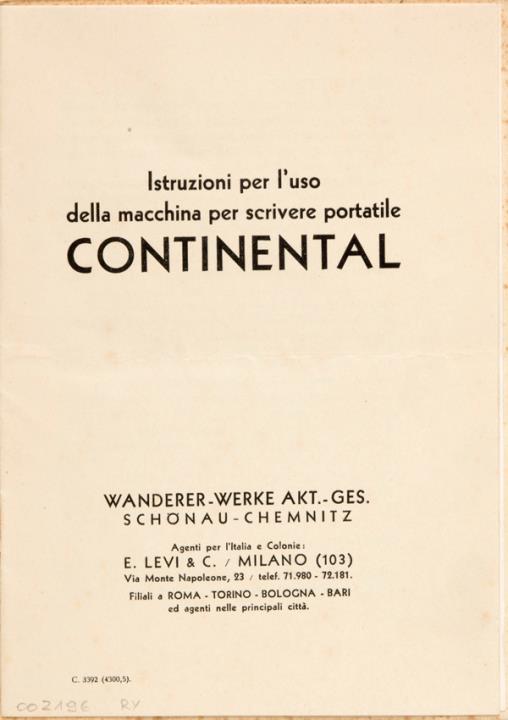 Istruzioni per l'uso
della macchina per scrivere portatile
CONTINENTAL
WANDERER-WERKE AKT.-GES.
SCHÖNAU-CHEMNITZ
Agenti per l'Italia e Colonie:
E. LEVI & C. / MILANO (103)
Via Monte Napoleone, 23 / telef. 71.980 - 72.181.
Filiali a ROMA - TORINO - BOLOGNA - BARI
ed agenti nelle principali città.
C. 3392 (4300,5).
002196 RY